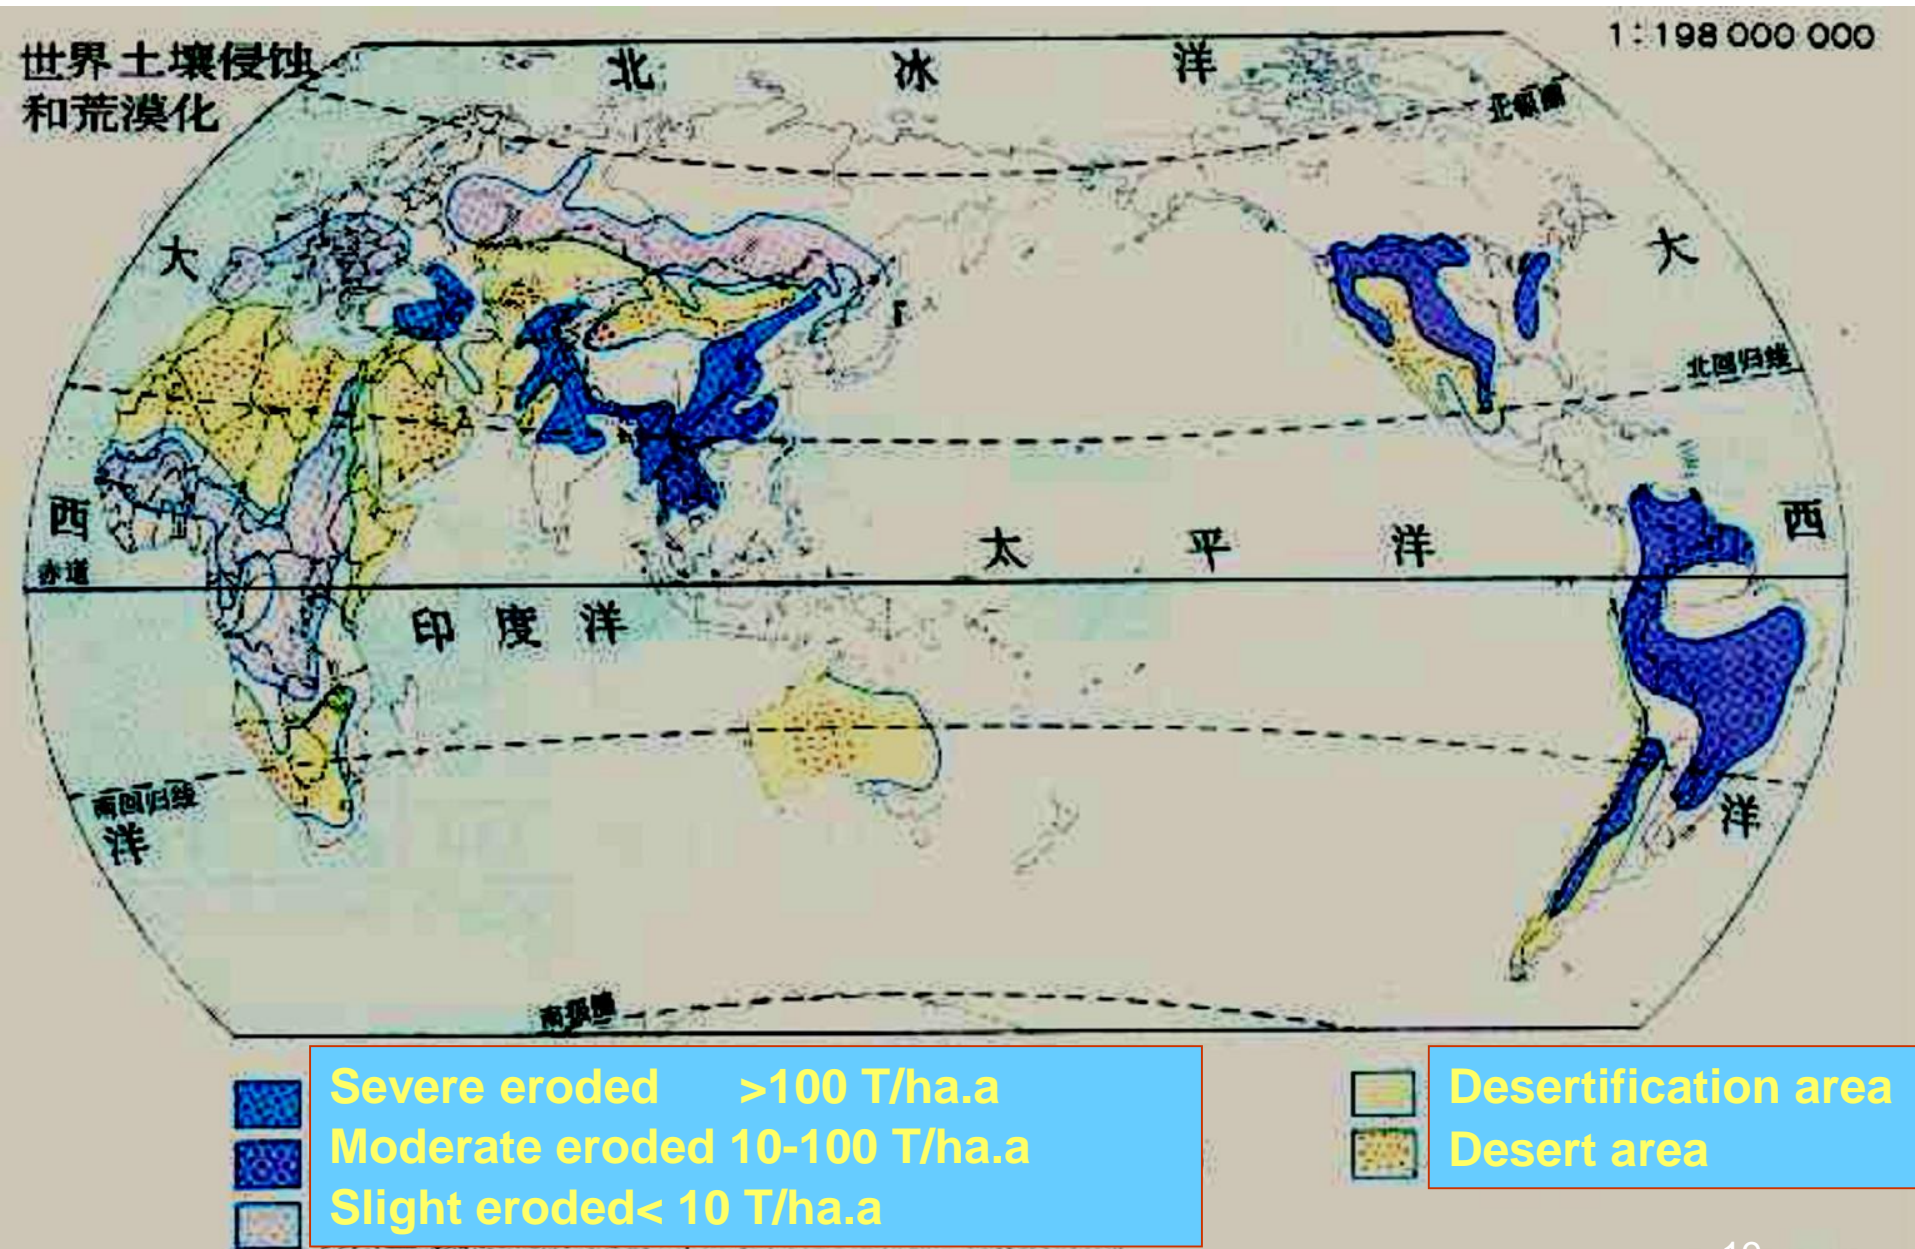 世界土壤侵蚀
和荒漠化
1:198 000 000
北 冰 洋
北极圈
大
大
北回归线
西
西
太 平 洋
赤道
印 度 洋
南回归线
洋
洋
南极圈
Severe eroded >100 T/ha.a
Moderate eroded 10-100 T/ha.a
Slight eroded< 10 T/ha.a
Desertification area
Desert area